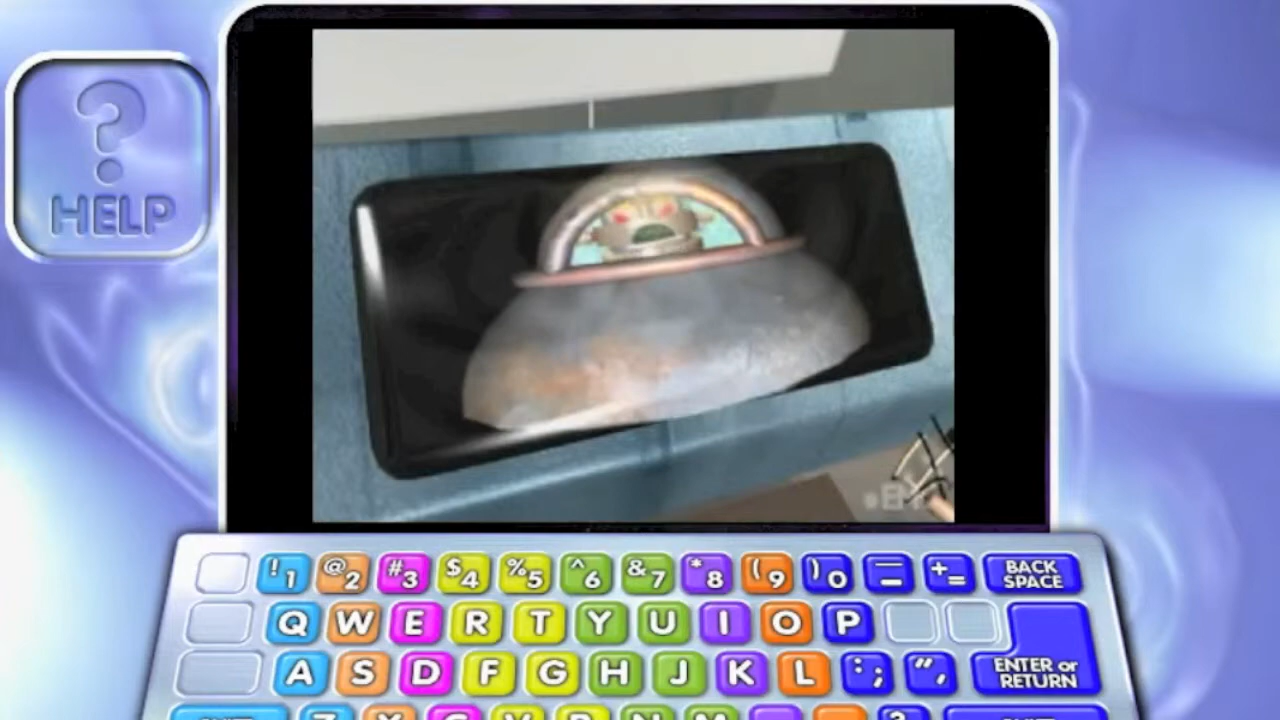 ?
HELP
! 1 @ 2 # 3 $ 4 % 5 ^ 6 & 7 * 8 ( 9 ) 0 — - + = BACK SPACE
Q W E R T Y U I O P
A S D F G H J K L : ; " , ENTER or RETURN